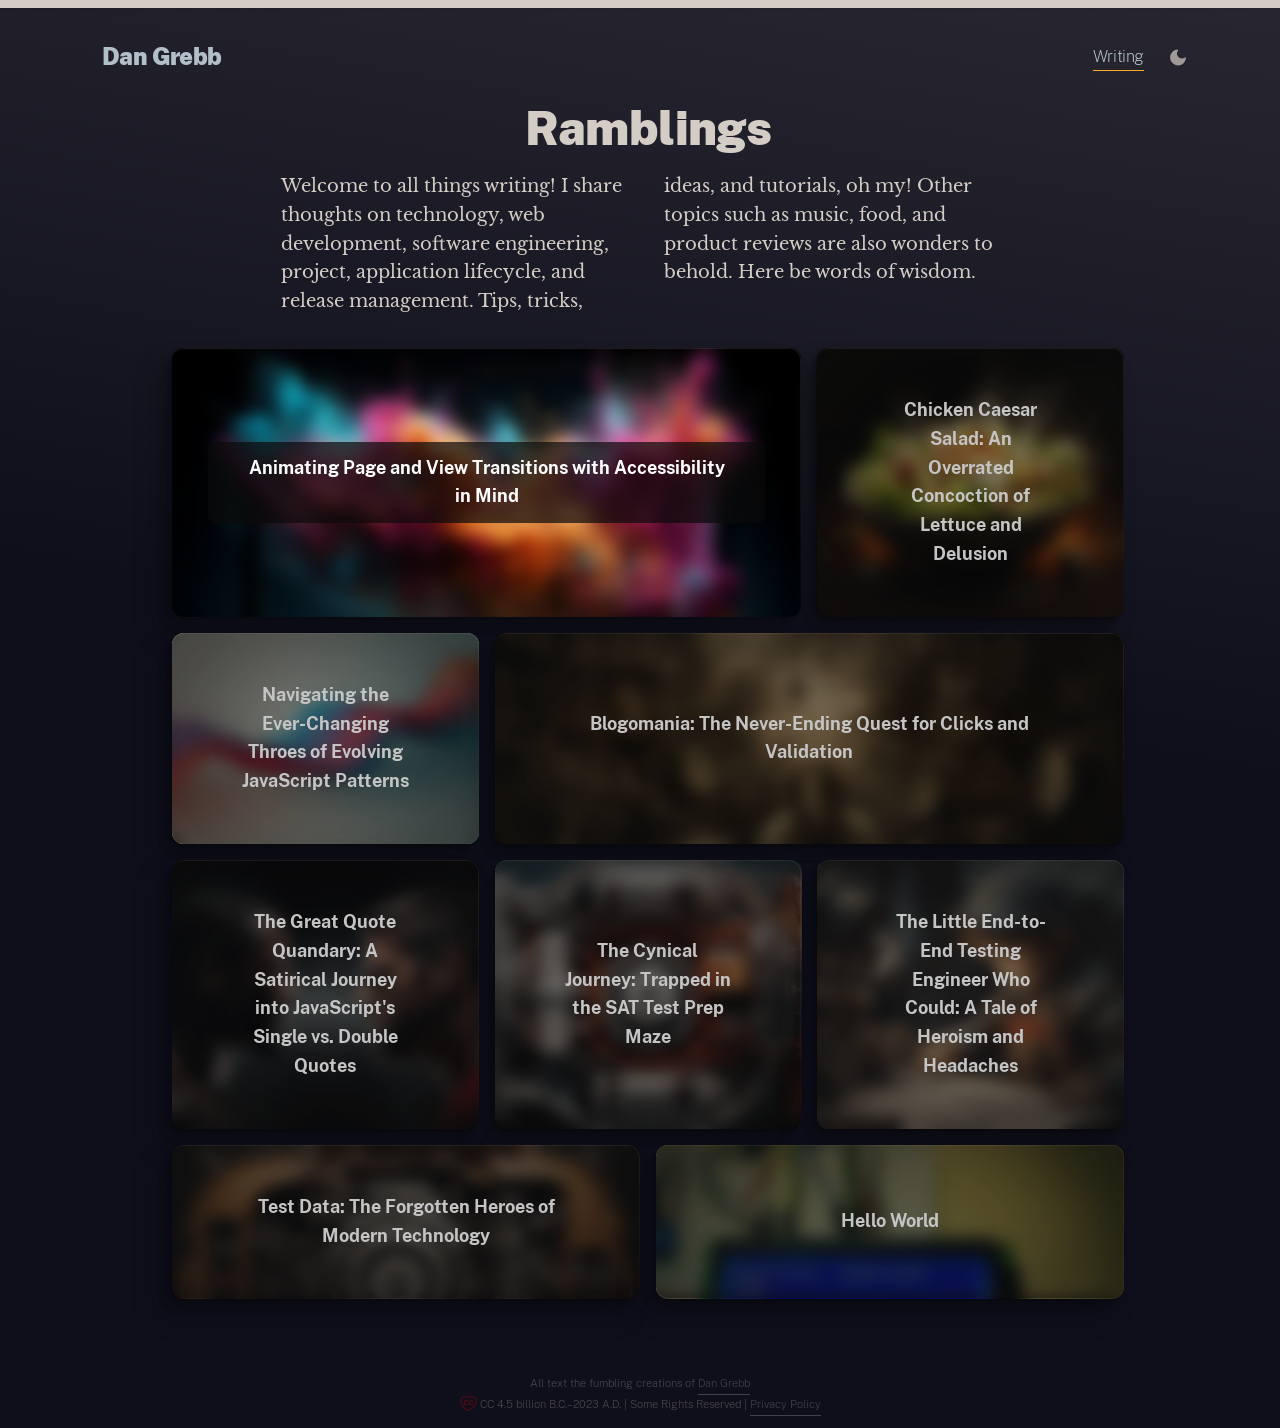 Dan Grebb
Writing
Ramblings
Welcome to all things writing! I share
thoughts on technology, web
development, software engineering,
project, application lifecycle, and
release management. Tips, tricks,
ideas, and tutorials, oh my! Other
topics such as music, food, and
product reviews are also wonders to
behold. Here be words of wisdom.
Animating Page and View Transitions with Accessibility
in Mind
Chicken Caesar
Salad: An
Overrated
Concoction of
Lettuce and
Delusion
Navigating the
Ever-Changing
Throes of Evolving
JavaScript Patterns
Blogomania: The Never-Ending Quest for Clicks and
Validation
The Great Quote
Quandary: A
Satirical Journey
into JavaScript's
Single vs. Double
Quotes
The Cynical
Journey: Trapped in
the SAT Test Prep
Maze
The Little End-to-
End Testing
Engineer Who
Could: A Tale of
Heroism and
Headaches
Test Data: The Forgotten Heroes of
Modern Technology
Hello World
All text the fumbling creations of Dan Grebb
CC 4.5 billion B.C.–2023 A.D. | Some Rights Reserved | Privacy Policy